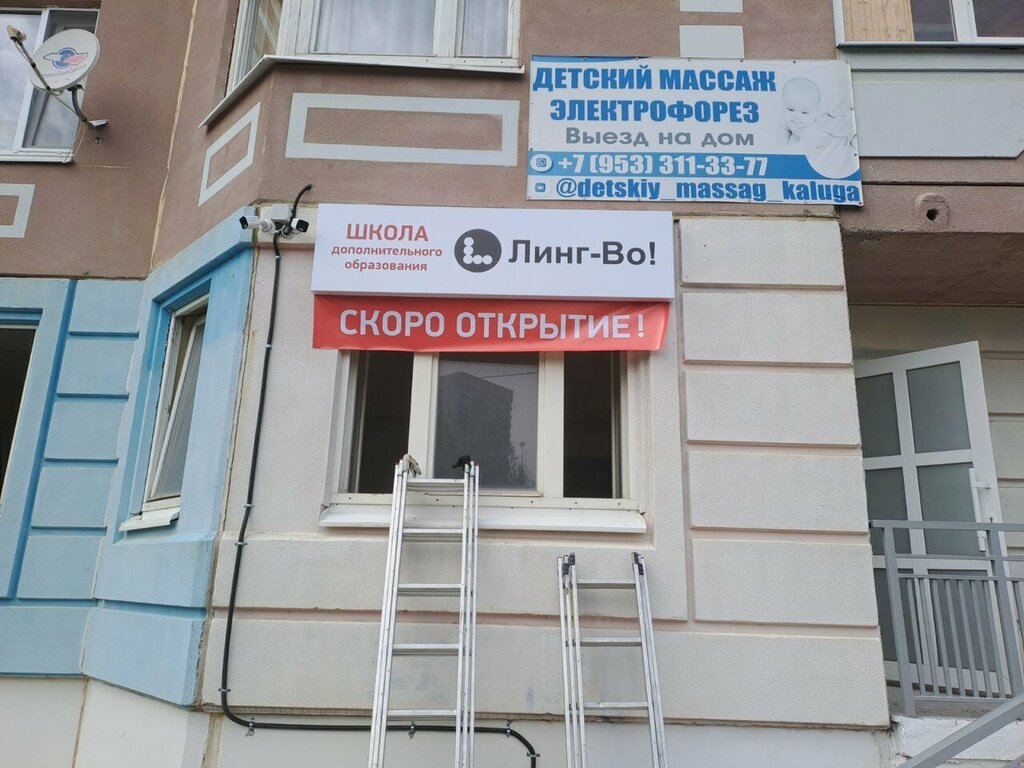 ДЕТСКИЙ МАССАЖ
ЭЛЕКТРОФОРЕЗ
Выезд на дом
+7 (953) 311-33-77
@detskiy_massag_kaluga
ШКОЛА
дополнительного
образования
Линг-Во!
СКОРО ОТКРЫТИЕ!